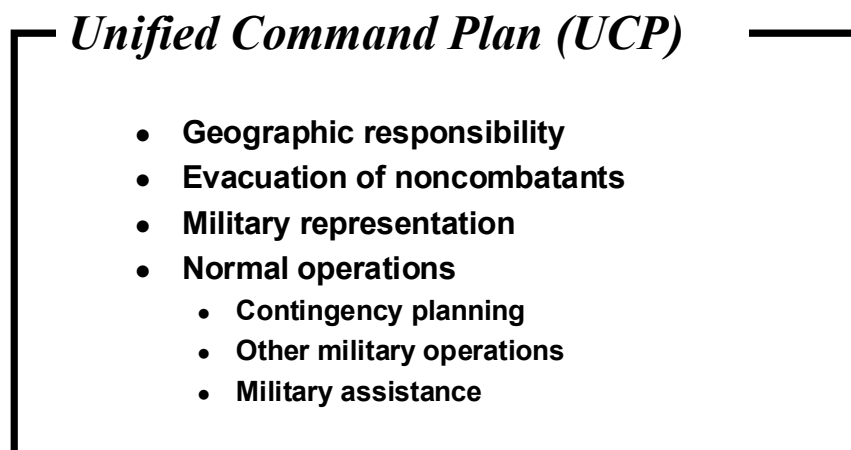 Unified Command Plan (UCP)
● Geographic responsibility
● Evacuation of noncombatants
● Military representation
● Normal operations
● Contingency planning
● Other military operations
● Military assistance